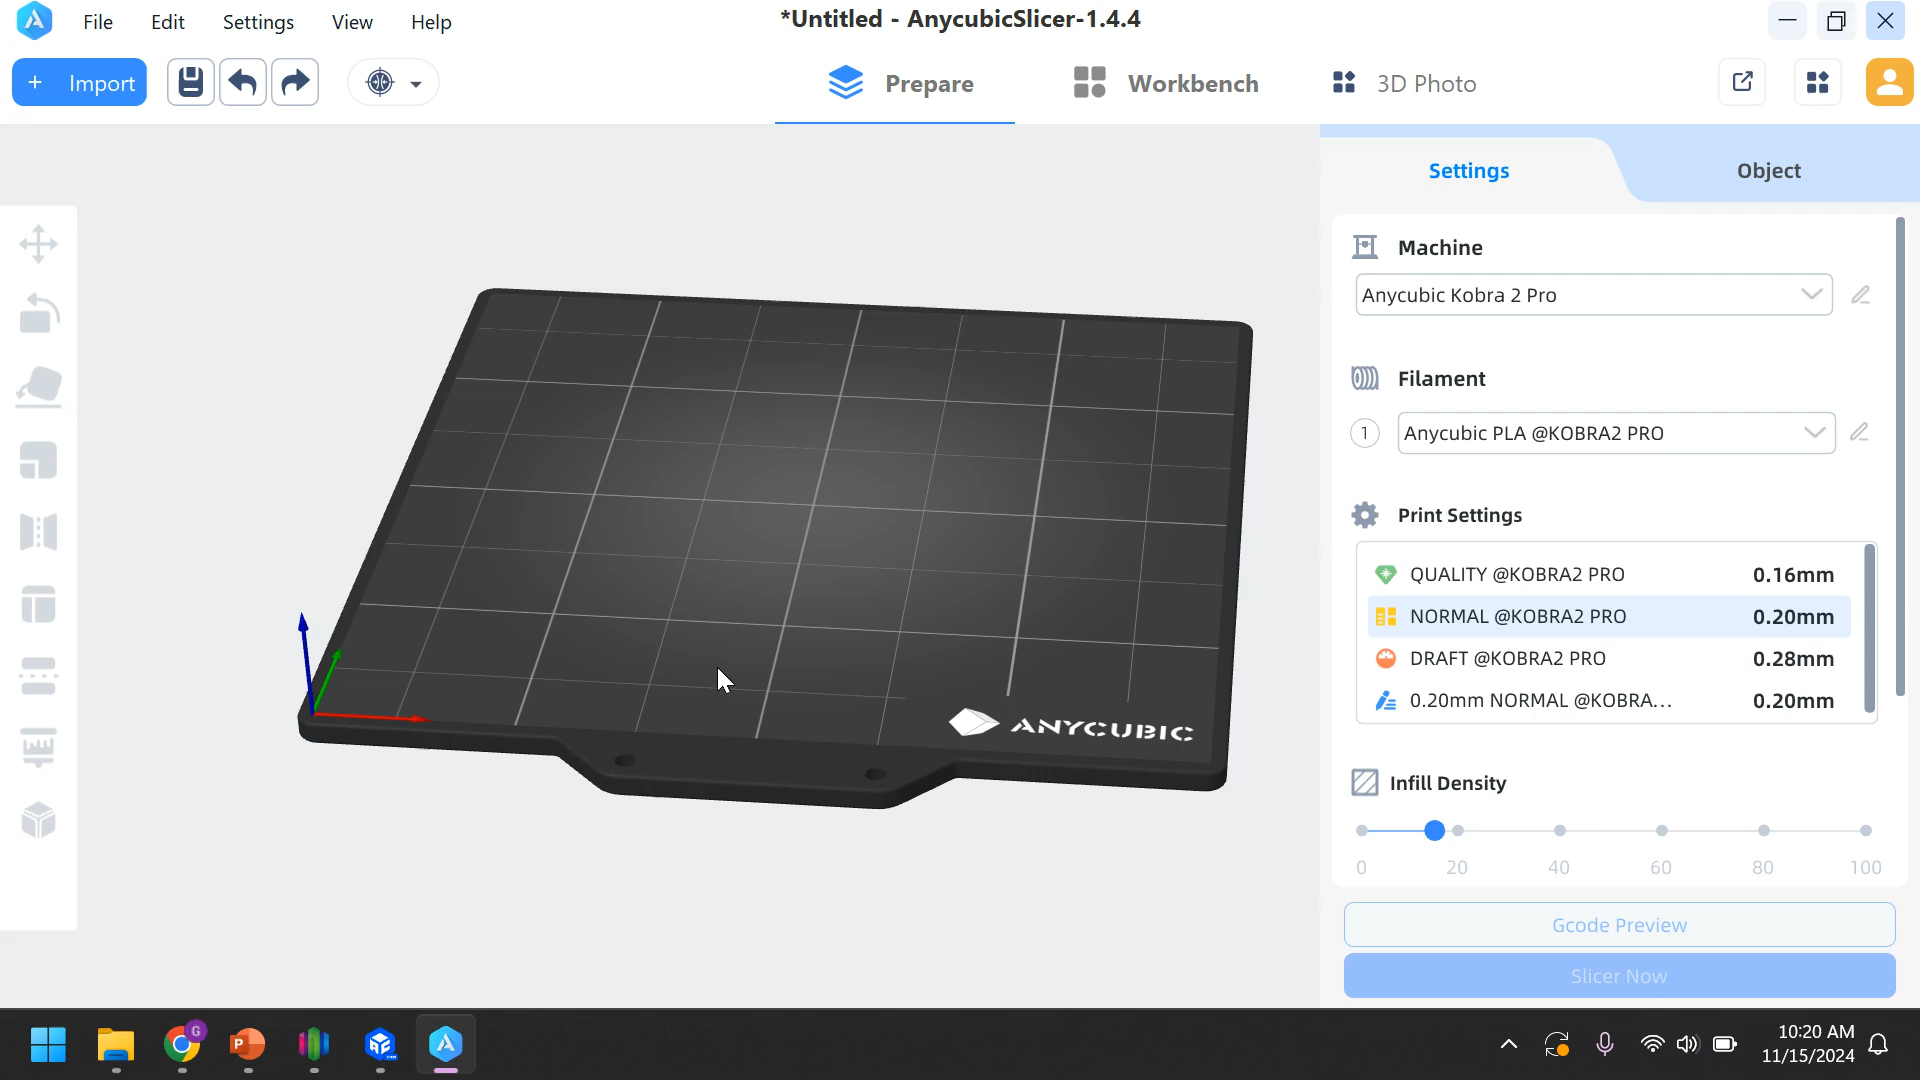 File Edit Settings View Help
*Untitled - AnycubicSlicer-1.4.4
+ Import
Prepare
Workbench
3D Photo
Settings
Object
Machine
Anycubic Kobra 2 Pro
Filament
1 Anycubic PLA @KOBRA2 PRO
Print Settings
QUALITY @KOBRA2 PRO 0.16mm
NORMAL @KOBRA2 PRO 0.20mm
DRAFT @KOBRA2 PRO 0.28mm
0.20mm NORMAL @KOBRA... 0.20mm
Infill Density
0 20 40 60 80 100
Gcode Preview
Slicer Now
ANYCUBIC
G
P
10:20 AM
11/15/2024